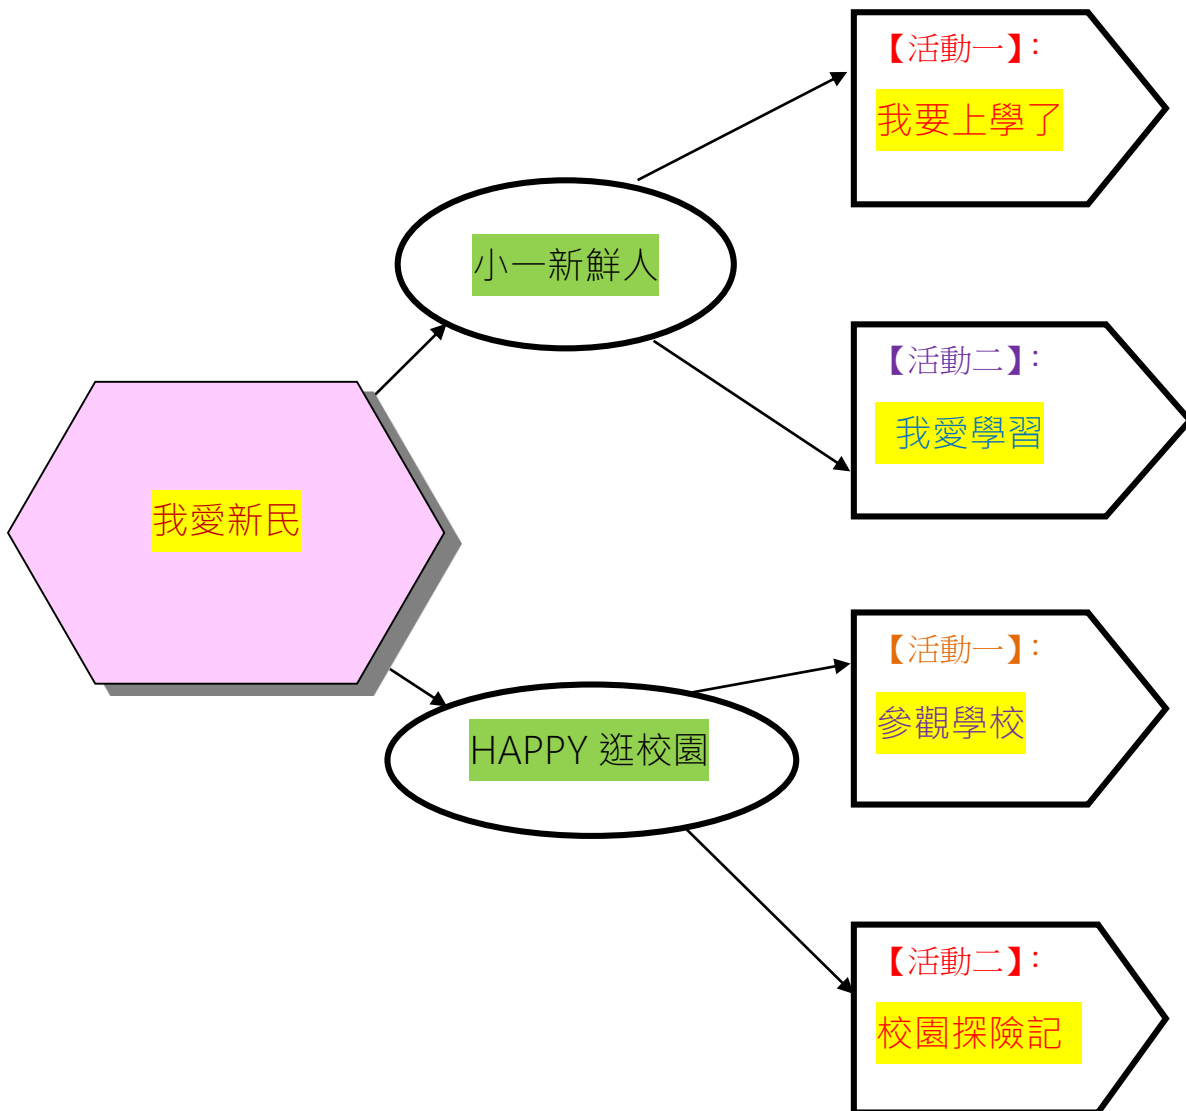 我愛新民
小一新鮮人
【活動一】：
我要上學了
【活動二】：
我愛學習
HAPPY 逛校園
【活動一】：
參觀學校
【活動二】：
校園探險記